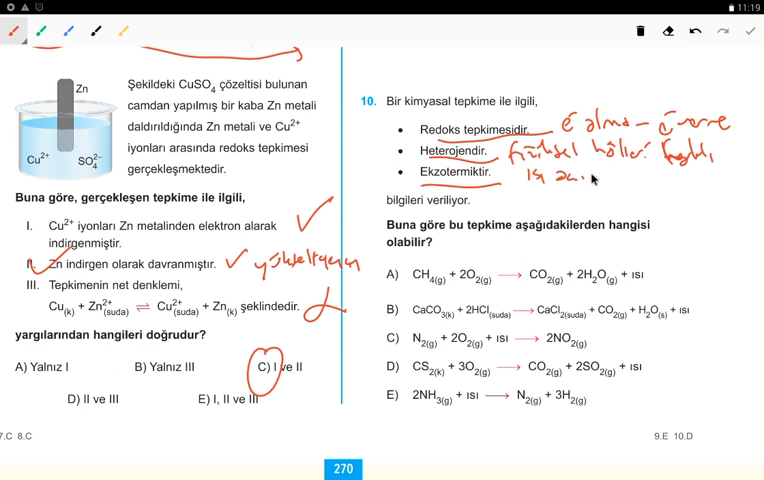 11:19
Zn
Cu²⁺
SO₄²⁻
Şekildeki CuSO₄ çözeltisi bulunan
camdan yapılmış bir kaba Zn metali
daldırıldığında Zn metali ve Cu²⁺
iyonları arasında redoks tepkimesi
gerçekleşmektedir.
Buna göre, gerçekleşen tepkime ile ilgili,
I. Cu²⁺ iyonları Zn metalinden elektron alarak
indirgenmiştir.
II. Zn indirgen olarak davranmıştır.
III. Tepkimenin net denklemi,
Cu(k) + Zn²⁺(suda) ⇌ Cu²⁺(suda) + Zn(k) şeklindedir.
yargılarından hangileri doğrudur?
A) Yalnız I B) Yalnız III C) I ve II
D) II ve III E) I, II ve III
7.C 8.C
10. Bir kimyasal tepkime ile ilgili,
• Redoks tepkimesidir. e⁻ alma – e⁻ verme
• Heterojendir. fiziksel hâlleri farklı
• Ekzotermiktir. ısı
bilgileri veriliyor.
Buna göre bu tepkime aşağıdakilerden hangisi
olabilir?
A) CH₄(g) + 2O₂(g) ⟶ CO₂(g) + 2H₂O(g) + ısı
B) CaCO₃(k) + 2HCl(suda) ⟶ CaCl₂(suda) + CO₂(g) + H₂O(s) + ısı
C) N₂(g) + 2O₂(g) + ısı ⟶ 2NO₂(g)
D) CS₂(k) + 3O₂(g) ⟶ CO₂(g) + 2SO₂(g) + ısı
E) 2NH₃(g) + ısı ⟶ N₂(g) + 3H₂(g)
9.E 10.D
270